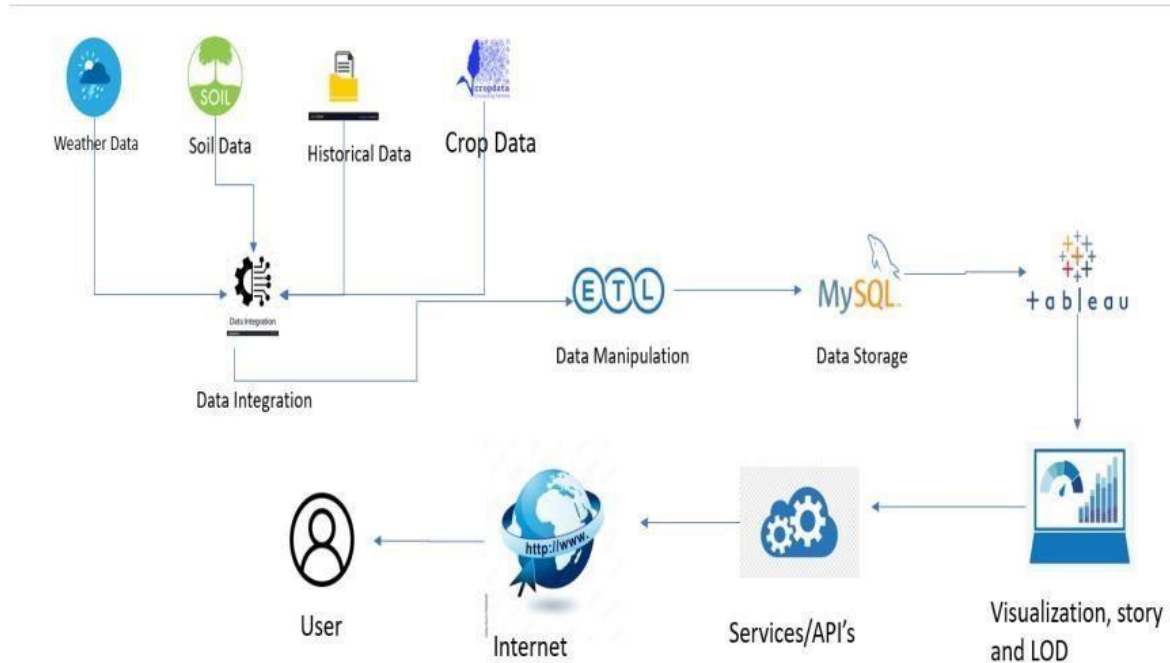 SOIL
cropdata
Weather Data
Soil Data
Historical Data
Crop Data
Data Integration
Data Integration
ETL
MySQL
tableau
Data Manipulation
Data Storage
http://www.
User
Internet
Services/API's
Visualization, story
and LOD